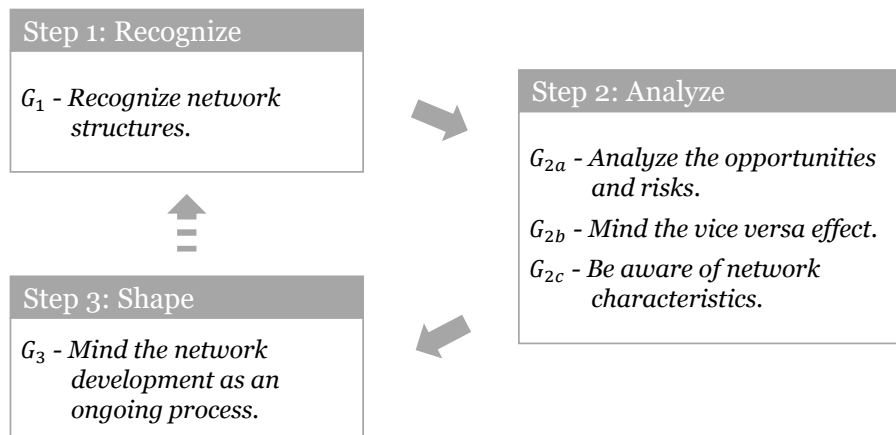 Step 1: Recognize
G₁ - Recognize network
structures.
Step 2: Analyze
G₂ₐ - Analyze the opportunities
and risks.
G₂b - Mind the vice versa effect.
G₂c - Be aware of network
characteristics.
Step 3: Shape
G₃ - Mind the network
development as an
ongoing process.